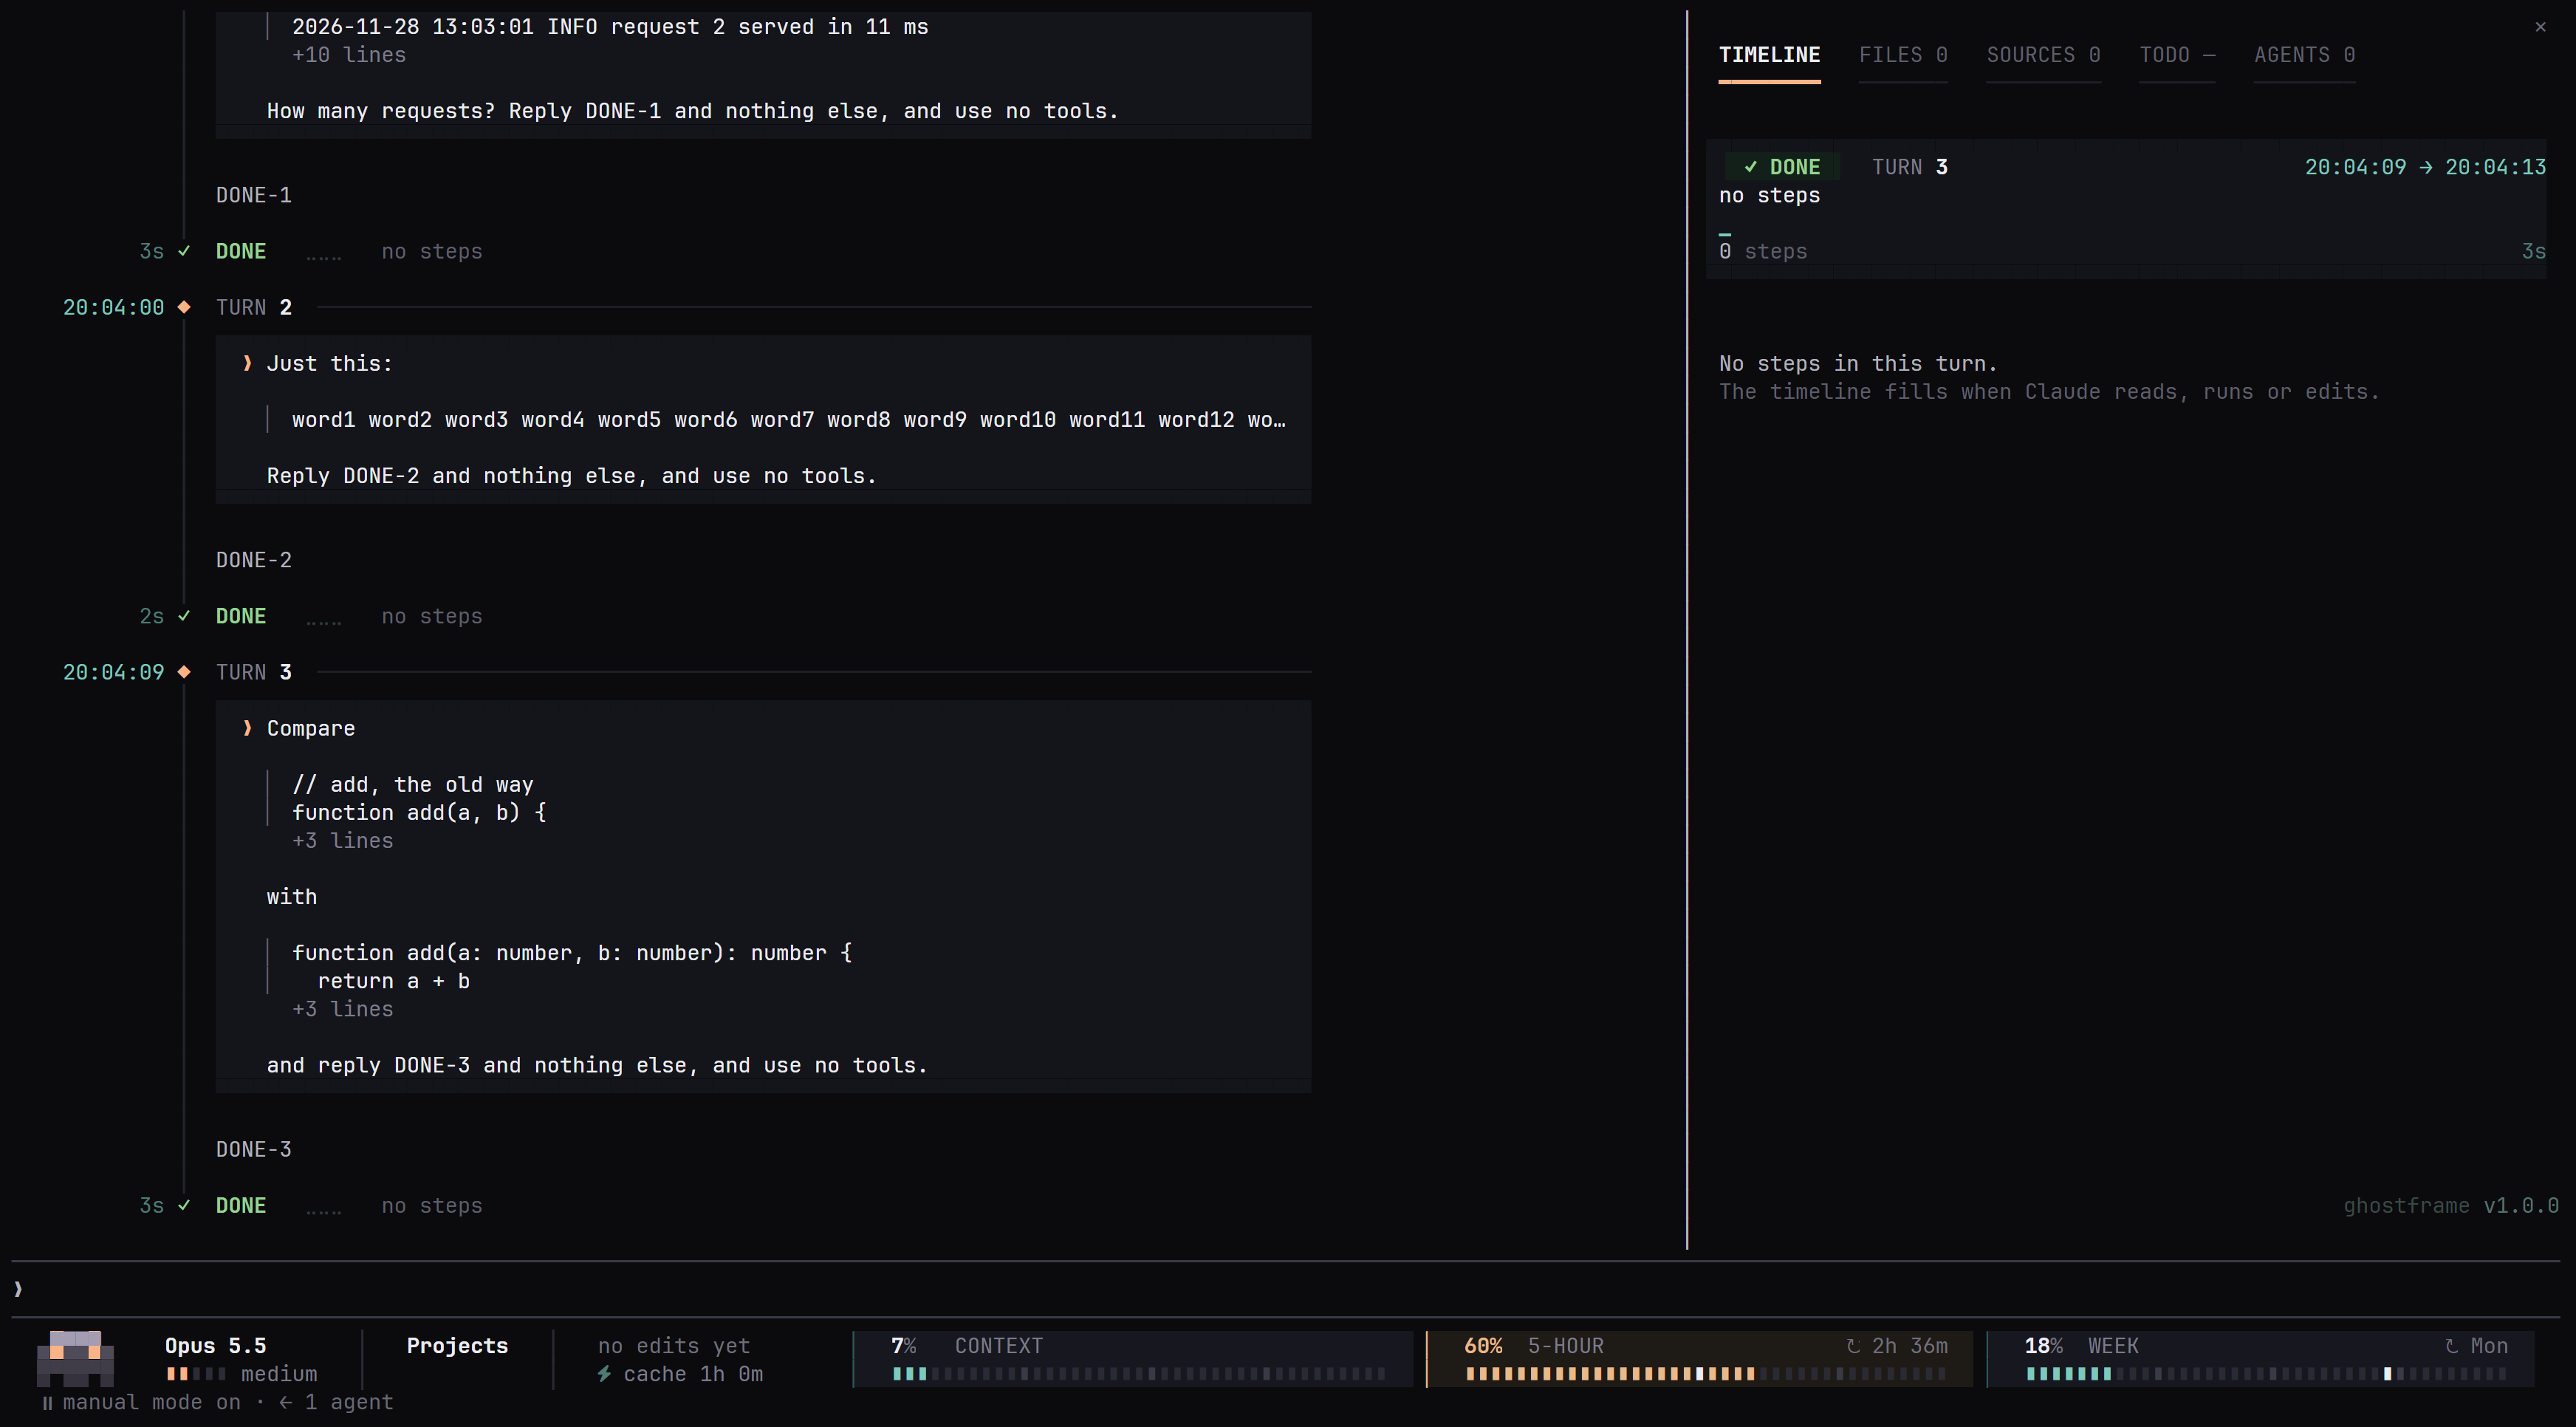 2026-11-28 13:03:01 INFO request 2 served in 11 ms
+10 lines
How many requests? Reply DONE-1 and nothing else, and use no tools.
DONE-1
3s ✓ DONE …… no steps
20:04:00 ◆ TURN 2
❯ Just this:
word1 word2 word3 word4 word5 word6 word7 word8 word9 word10 word11 word12 wo…
Reply DONE-2 and nothing else, and use no tools.
DONE-2
2s ✓ DONE …… no steps
20:04:09 ◆ TURN 3
❯ Compare
// add, the old way
function add(a, b) {
+3 lines
with
function add(a: number, b: number): number {
return a + b
+3 lines
and reply DONE-3 and nothing else, and use no tools.
DONE-3
3s ✓ DONE …… no steps
×
TIMELINE FILES 0 SOURCES 0 TODO — AGENTS 0
✓ DONE TURN 3 20:04:09 → 20:04:13
no steps
0 steps 3s
No steps in this turn.
The timeline fills when Claude reads, runs or edits.
ghostframe v1.0.0
❯
Opus 5.5 Projects no edits yet 7% CONTEXT 60% 5-HOUR ↻ 2h 36m 18% WEEK ↻ Mon
medium ⚡ cache 1h 0m
⏸ manual mode on · ← 1 agent